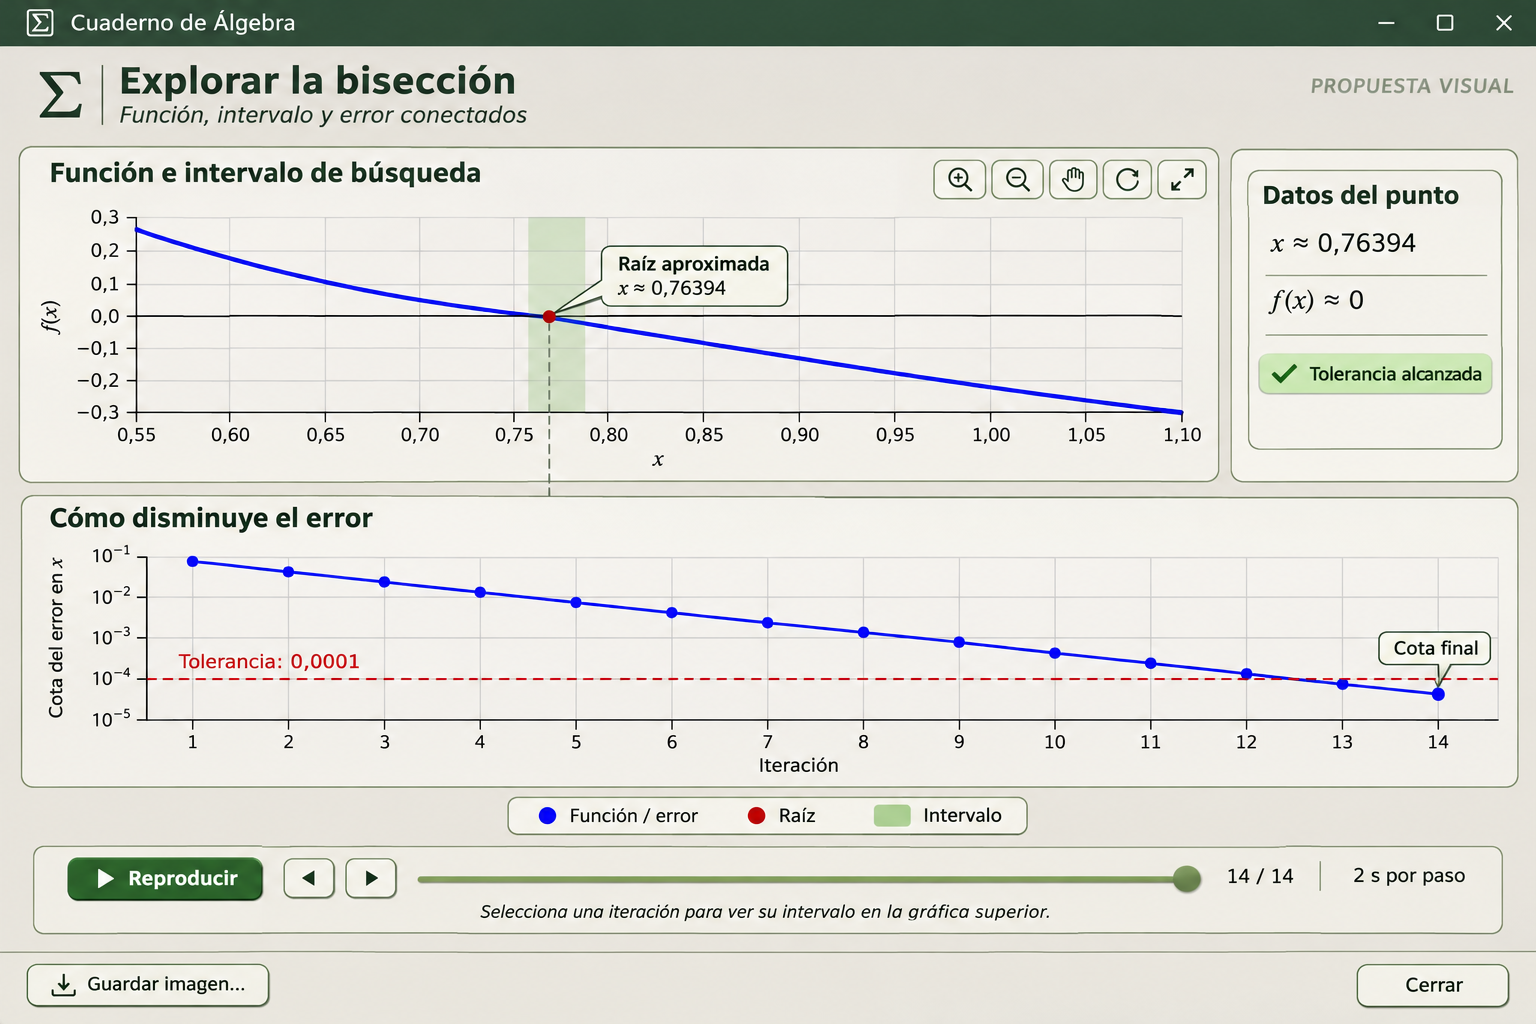 Σ Cuaderno de Álgebra
Σ
Explorar la bisección
Función, intervalo y error conectados
PROPUESTA VISUAL
Función e intervalo de búsqueda
f(x)
0,3
0,2
0,1
0,0
−0,1
−0,2
−0,3
Raíz aproximada
x ≈ 0,76394
0,55 0,60 0,65 0,70 0,75 0,80 0,85 0,90 0,95 1,00 1,05 1,10
x
Datos del punto
x ≈ 0,76394
f(x) ≈ 0
Tolerancia alcanzada
Cómo disminuye el error
Cota del error en x
10⁻¹
10⁻²
10⁻³
10⁻⁴
10⁻⁵
Tolerancia: 0,0001
Cota final
1 2 3 4 5 6 7 8 9 10 11 12 13 14
Iteración
Función / error Raíz Intervalo
Reproducir 14 / 14 2 s por paso
Selecciona una iteración para ver su intervalo en la gráfica superior.
Guardar imagen... Cerrar